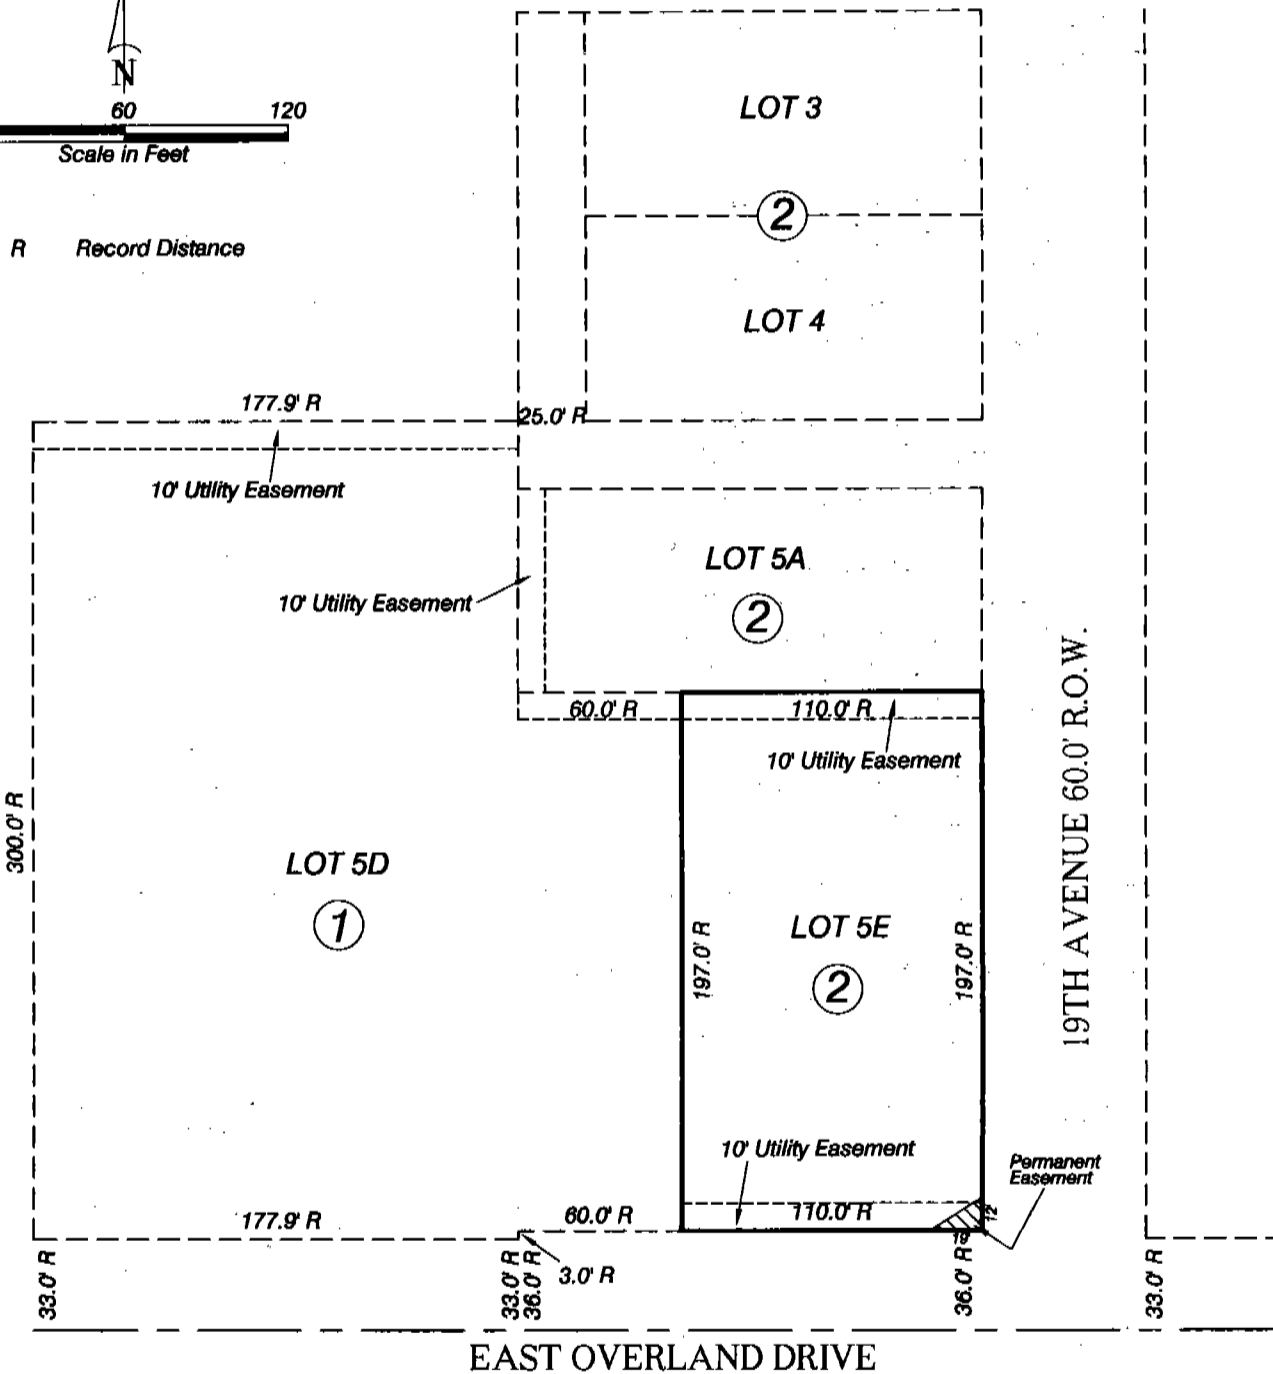 N
60 120
Scale in Feet
R Record Distance
LOT 3
2
LOT 4
177.9' R
25.0' R
10' Utility Easement
LOT 5A
10' Utility Easement
2
60.0' R
110.0' R
10' Utility Easement
19TH AVENUE 60.0' R.O.W.
300.0' R
LOT 5D
1
LOT 5E
2
197.0' R
197.0' R
10' Utility Easement
Permanent
Easement
177.9' R
60.0' R
110.0' R
12'
33.0' R
33.0' R
36.0' R
3.0' R
36.0' R
33.0' R
EAST OVERLAND DRIVE